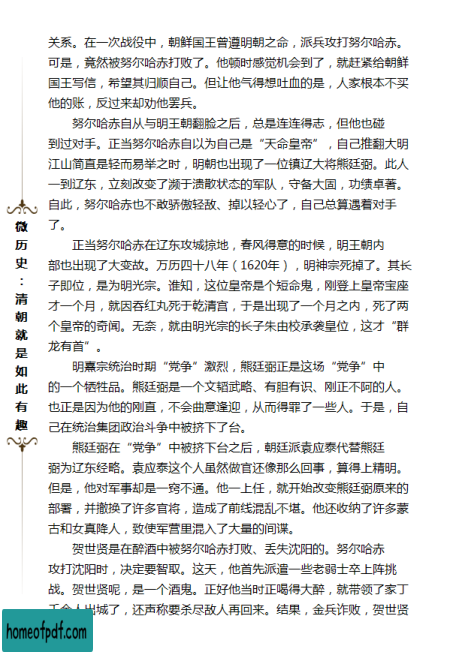 关系。在一次战役中，朝鲜国王曾遵明朝之命，派兵攻打努尔哈赤。
可是，竟然被努尔哈赤打败了。他顿时感觉机会到了，就赶紧给朝鲜
国王写信，希望其归顺自己。但让他气得想吐血的是，人家根本不买
他的账，反过来却劝他罢兵。
努尔哈赤自从与明王朝翻脸之后，总是连连得志，但他也碰
到过对手。正当努尔哈赤自以为自己是“天命皇帝”，自己推翻大明
江山简直是轻而易举之时，明朝也出现了一位镇辽大将熊廷弼。此人
一到辽东，立刻改变了濒于溃散状态的军队，守备大固，功绩卓著。
自此，努尔哈赤也不敢骄傲轻敌、掉以轻心了，自己总算遇着对手
了。
正当努尔哈赤在辽东攻城掠地，春风得意的时候，明王朝内
部也出现了大变故。万历四十八年（1620年），明神宗死掉了。其长
子即位，是为明光宗。谁知，这位皇帝是个短命鬼，刚登上皇帝宝座
才一个月，就因吞红丸死于乾清宫，于是出现了一个月之内，死了两
个皇帝的奇闻。无奈，就由明光宗的长子朱由校承袭皇位，这才“群
龙有首”。
明熹宗统治时期“党争”激烈，熊廷弼正是这场“党争”中
的一个牺牲品。熊廷弼是一个文韬武略、有胆有识、刚正不阿的人。
也正是因为他的刚直，不会曲意逢迎，从而得罪了一些人。于是，自
己在统治集团政治斗争中被挤下了台。
熊廷弼在“党争”中被挤下台之后，朝廷派袁应泰代替熊廷
弼为辽东经略。袁应泰这个人虽然做官还像那么回事，算得上精明。
但是，他对军事却是一窍不通。他一上任，就开始改变熊廷弼原来的
部署，并撤换了许多官将，造成了前线混乱不堪。他还收纳了许多蒙
古和女真降人，致使军营里混入了大量的间谍。
贺世贤是在醉酒中被努尔哈赤打败、丢失沈阳的。努尔哈赤
攻打沈阳时，决定要智取。这天，他首先派遣一些老弱士卒上阵挑
战。贺世贤呢，是一个酒鬼。正好他当时正喝得大醉，就带领了家丁
千余人出城了，还声称要杀尽敌人再回来。结果，金兵诈败，贺世贤
微历史：清朝就是如此有趣
homeofpdf.com